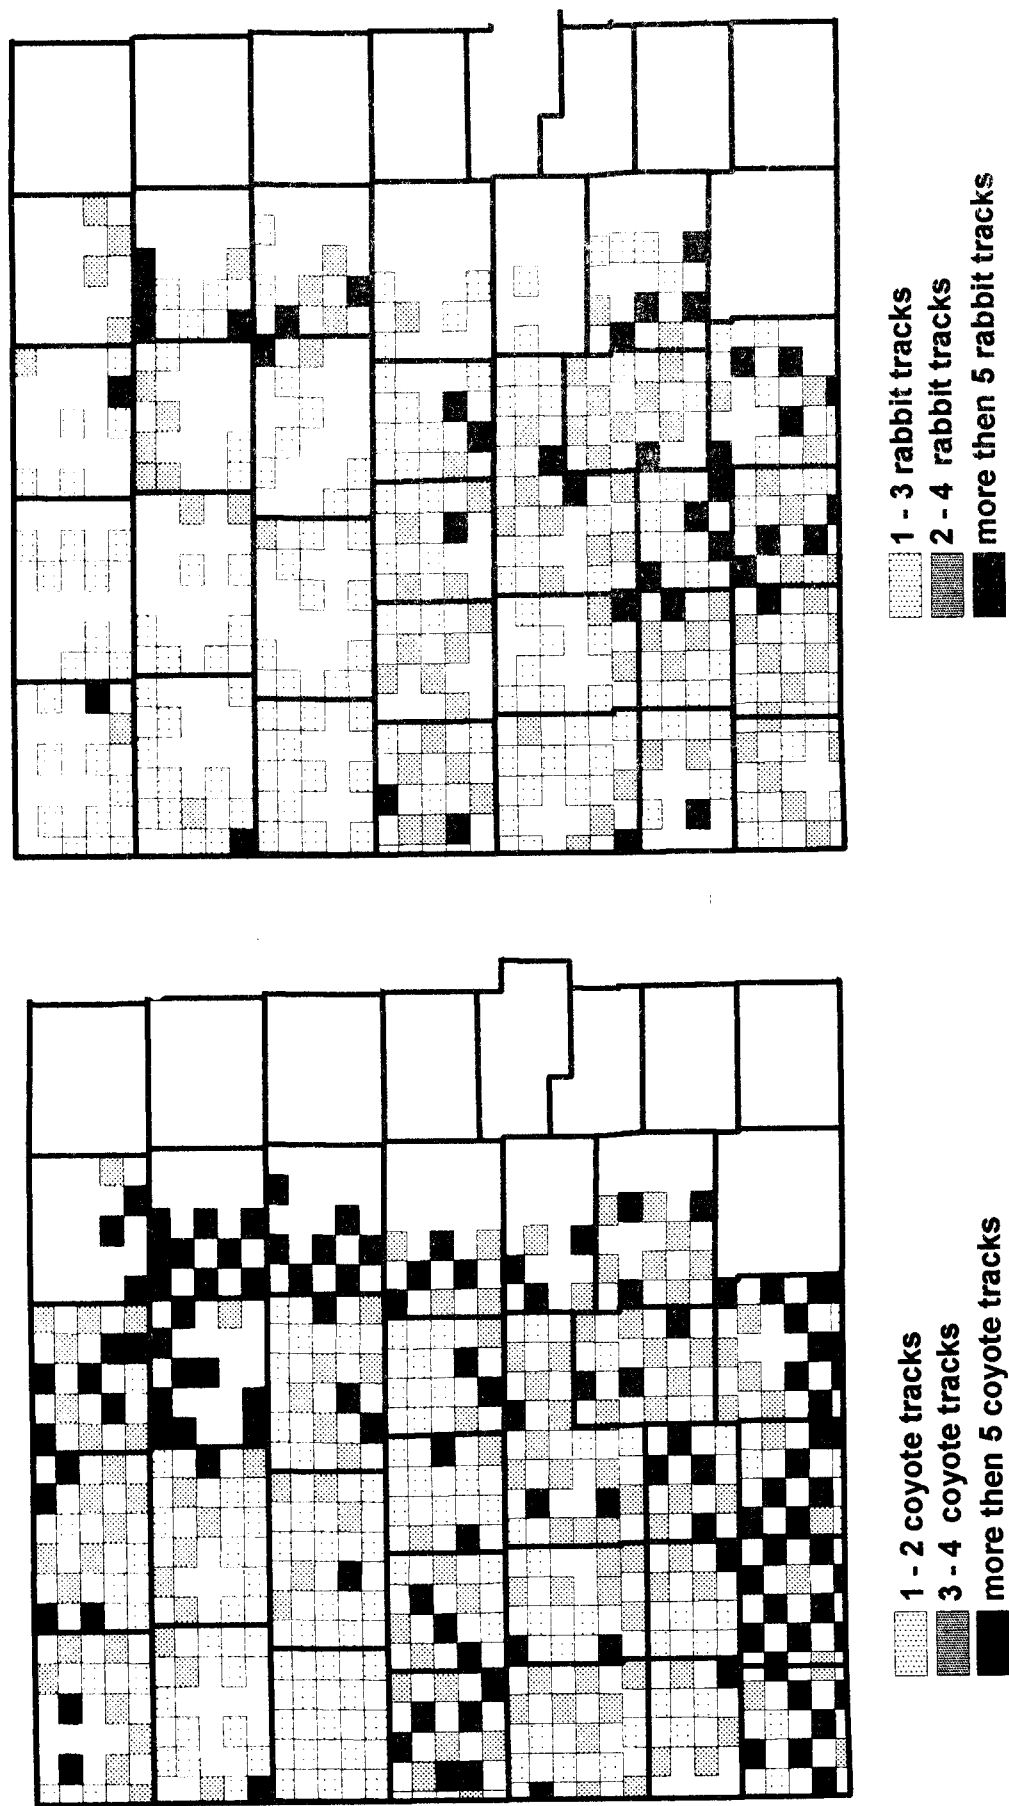 1 - 3 rabbit tracks
2 - 4 rabbit tracks
more then 5 rabbit tracks
1 - 2 coyote tracks
3 - 4 coyote tracks
more then 5 coyote tracks